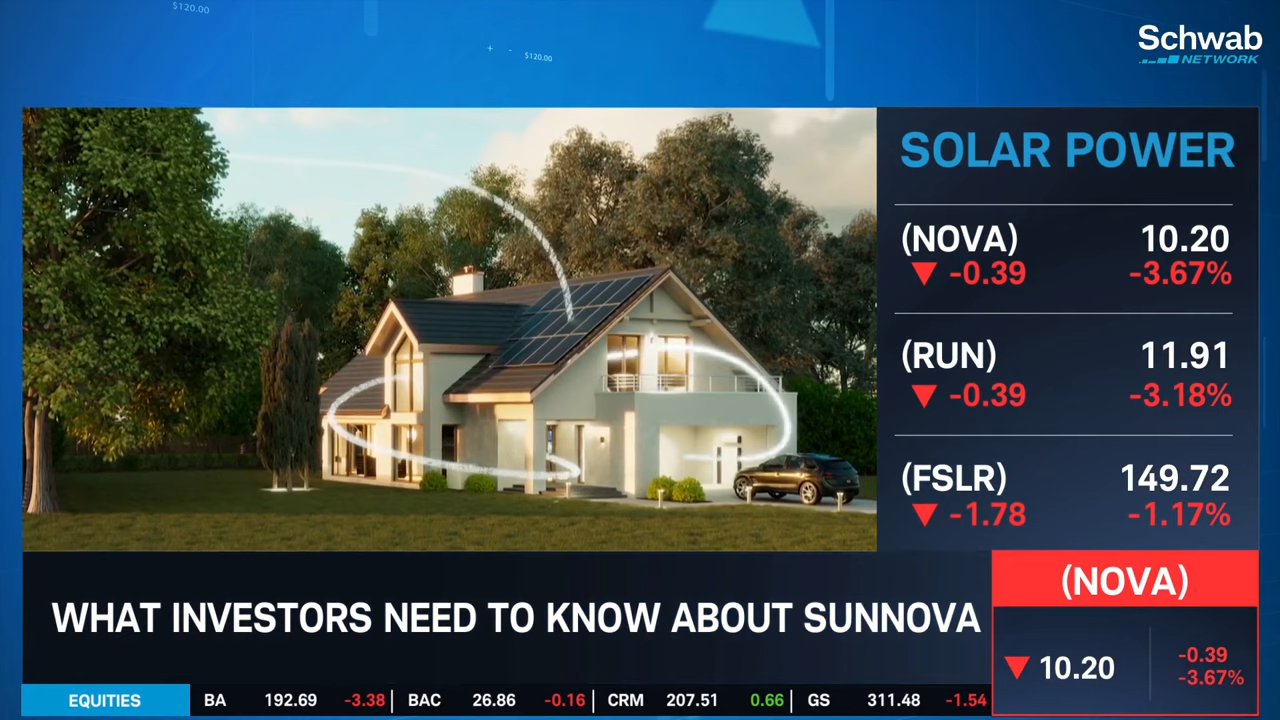 $120.00
+ - $120.00
Schwab
NETWORK
SOLAR POWER
(NOVA) 10.20
▼ -0.39 -3.67%
(RUN) 11.91
▼ -0.39 -3.18%
(FSLR) 149.72
▼ -1.78 -1.17%
WHAT INVESTORS NEED TO KNOW ABOUT SUNNOVA
(NOVA)
▼ 10.20 -0.39
-3.67%
EQUITIES BA 192.69 -3.38 BAC 26.86 -0.16 CRM 207.51 0.66 GS 311.48 -1.54